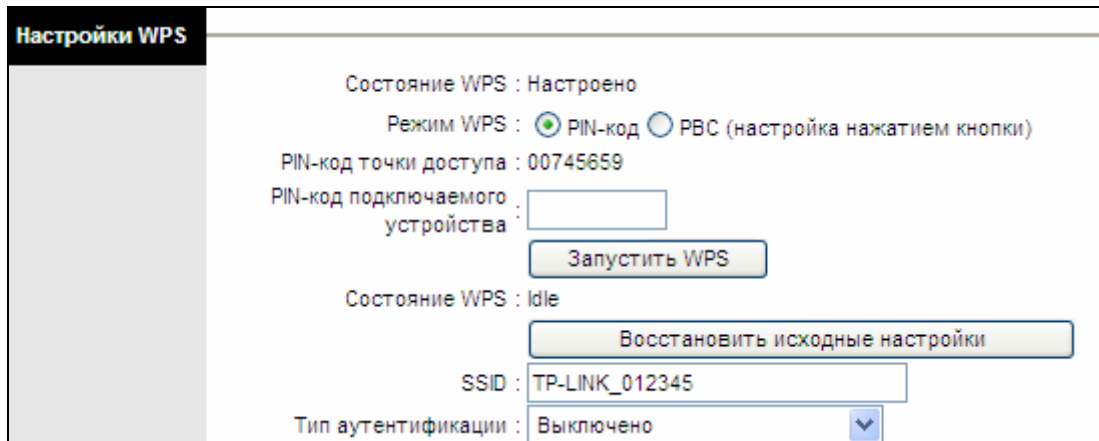 Настройки WPS
Состояние WPS : Настроено
Режим WPS : PIN-код PBC (настройка нажатием кнопки)
PIN-код точки доступа : 00745659
PIN-код подключаемого
устройства :
Запустить WPS
Состояние WPS : Idle
Восстановить исходные настройки
SSID : TP-LINK_012345
Тип аутентификации : Выключено